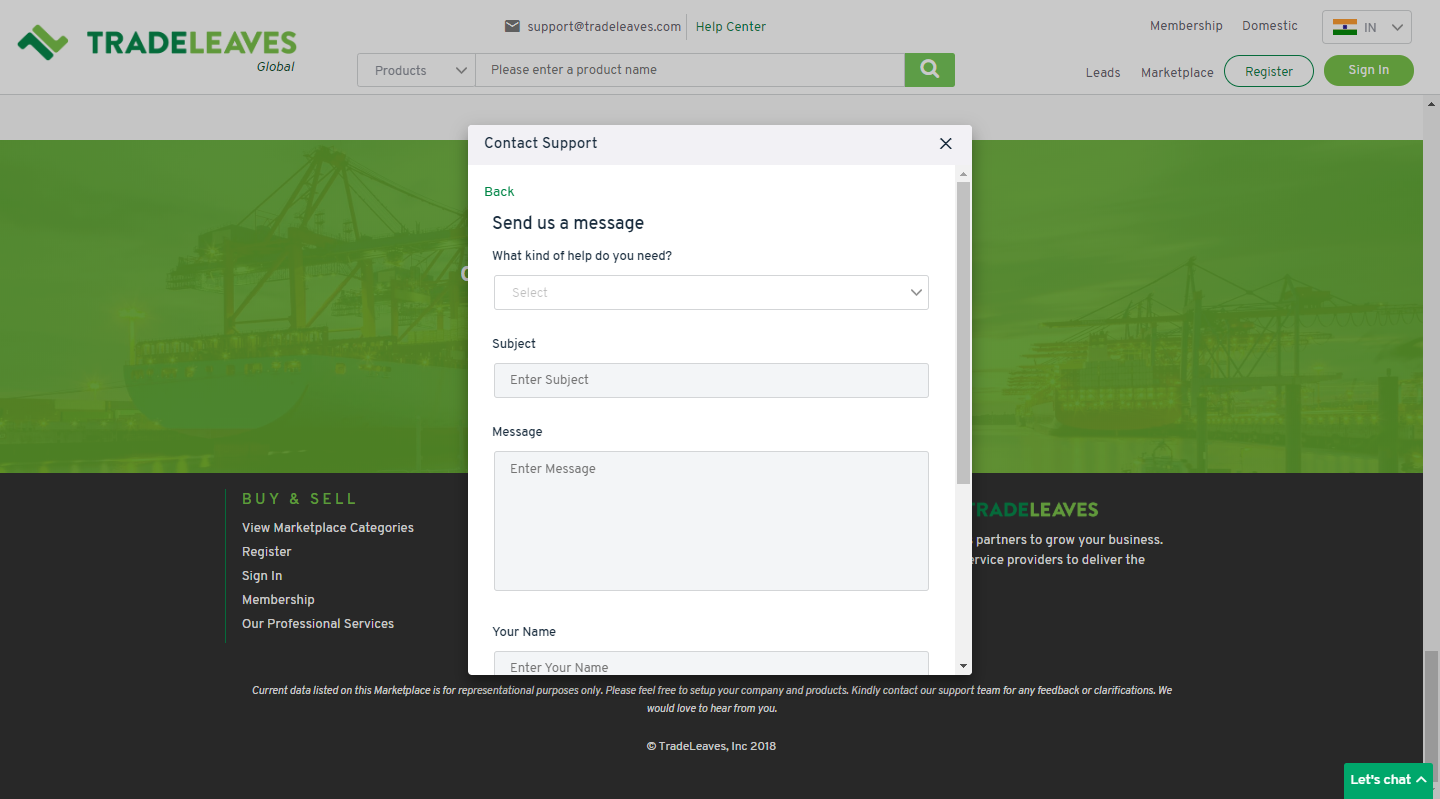 support@tradeleaves.com
Help Center
Membership
Domestic
IN
TRADELEAVES
Global
Products
Please enter a product name
Leads
Marketplace
Register
Sign In
Contact Support
Back
Send us a message
What kind of help do you need?
Select
Subject
Enter Subject
Message
Enter Message
Your Name
Enter Your Name
BUY & SELL
View Marketplace Categories
Register
Sign In
Membership
Our Professional Services
TRADELEAVES
partners to grow your business.
service providers to deliver the
Current data listed on this Marketplace is for representational purposes only. Please feel free to setup your company and products. Kindly contact our support team for any feedback or clarifications. We
would love to hear from you.
© TradeLeaves, Inc 2018
Let's chat